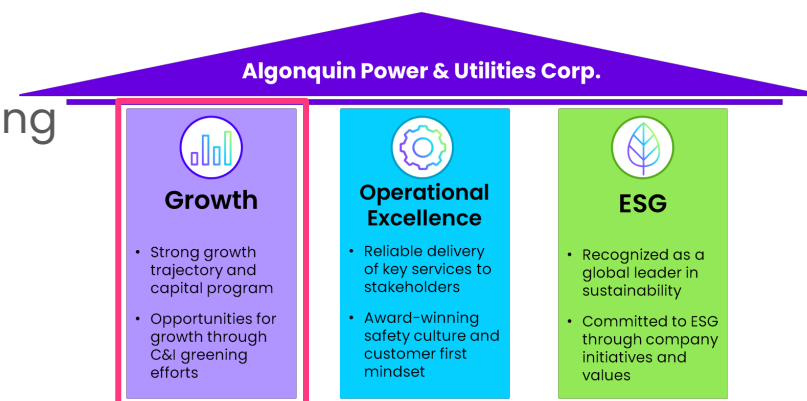 Algonquin Power & Utilities Corp.
ng
Growth
• Strong growth
trajectory and
capital program
• Opportunities for
growth through
C&I greening
efforts
Operational
Excellence
• Reliable delivery
of key services to
stakeholders
• Award-winning
safety culture and
customer first
mindset
ESG
• Recognized as a
global leader in
sustainability
• Committed to ESG
through company
initiatives and
values